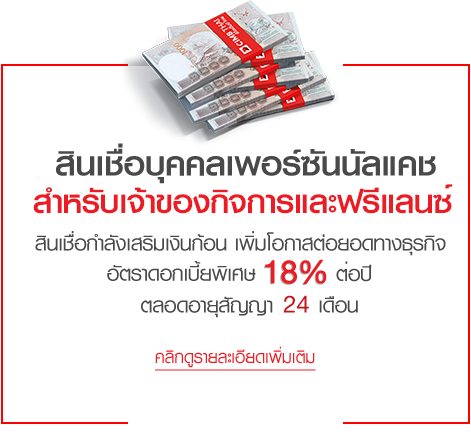 CIMB THAI
1000
สินเชื่อบุคคลเพอร์ซันนัลแคช
สำหรับเจ้าของกิจการและฟรีแลนซ์
สินเชื่อกำลังเสริมเงินก้อน เพิ่มโอกาสต่อยอดทางธุรกิจ
อัตราดอกเบี้ยพิเศษ 18% ต่อปี
ตลอดอายุสัญญา 24 เดือน
คลิกดูรายละเอียดเพิ่มเติม